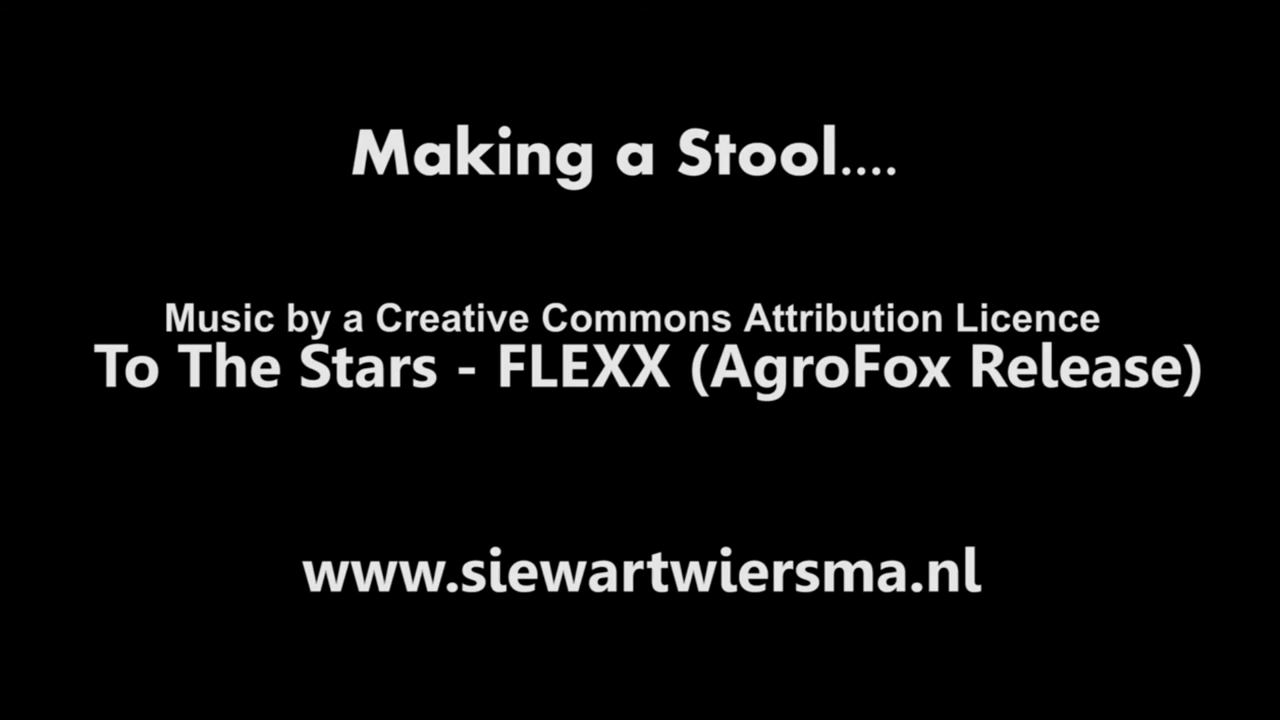 Making a Stool....
Music by a Creative Commons Attribution Licence
To The Stars - FLEXX (AgroFox Release)
www.siewartwiersma.nl